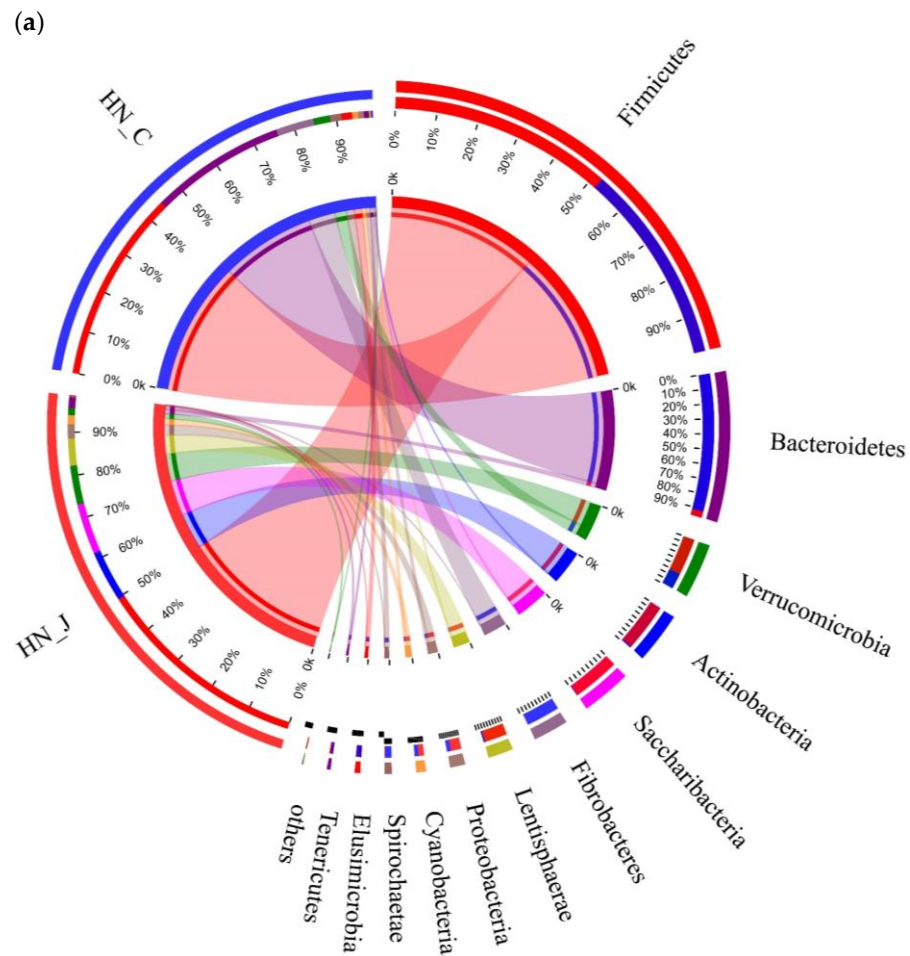 (a)
HN_C
Firmicutes
0% 10% 20% 30% 40% 50% 60% 70% 80% 90%
0% 10% 20% 30% 40% 50% 60% 70% 80% 90%
0k
0k
0k
Bacteroidetes
0% 10% 20% 30% 40% 50% 60% 70% 80% 90%
0k
Verrucomicrobia
0k
Actinobacteria
0k
Saccharibacteria
Fibrobacteres
Lentisphaerae
Proteobacteria
Cyanobacteria
Spirochaetae
Elusimicrobia
Tenericutes
others
HN_J
0% 10% 20% 30% 40% 50% 60% 70% 80% 90%
0k